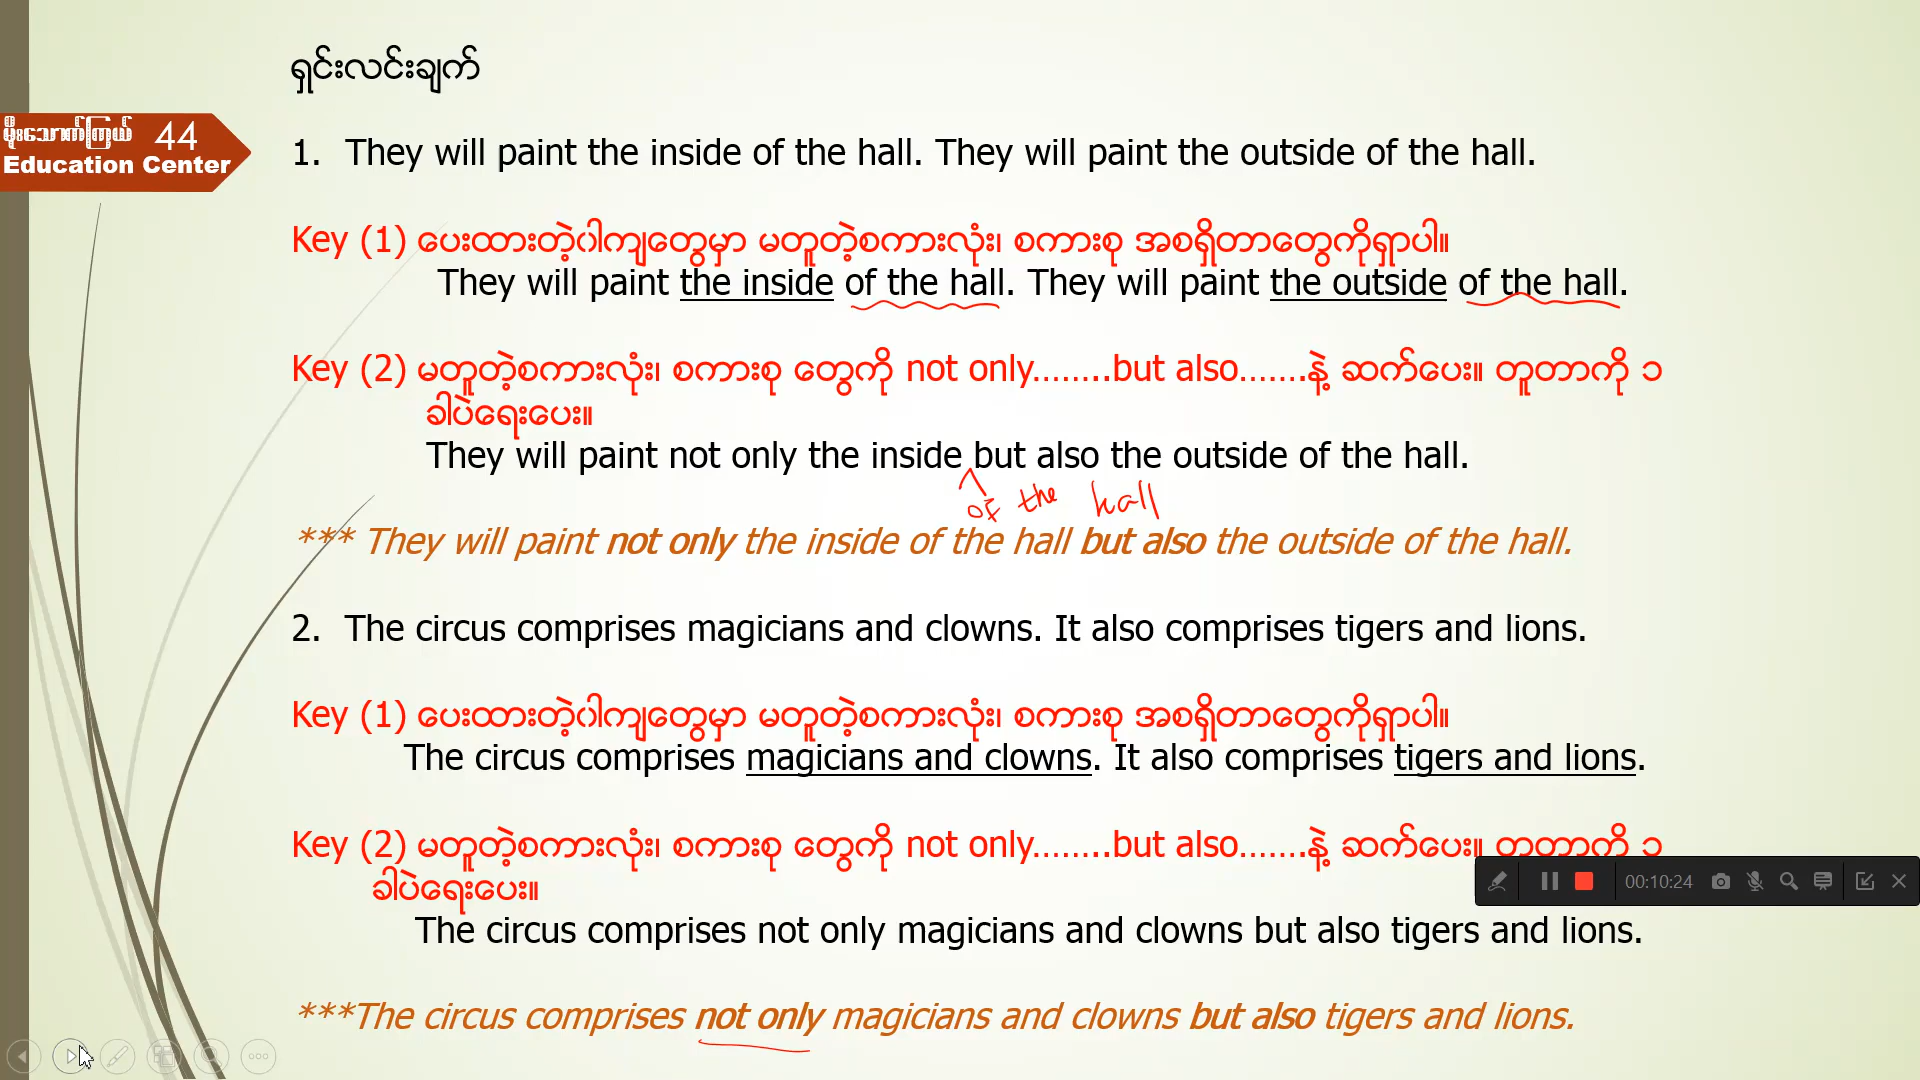 ရှင်းလင်းချက်
44
Education Center
1. They will paint the inside of the hall. They will paint the outside of the hall.
Key (1) ပေးထားတဲ့ဝါကျတွေမှာ မတူတဲ့စကားလုံး၊ စကားစု အစရှိတာတွေကိုရှာပါ။
They will paint the inside of the hall. They will paint the outside of the hall.
Key (2) မတူတဲ့စကားလုံး၊ စကားစု တွေကို not only........but also.......နဲ့ ဆက်ပေး။ တူတာကို ၁
ခါပဲရေးပေး။
They will paint not only the inside but also the outside of the hall.
of the hall
*** They will paint not only the inside of the hall but also the outside of the hall.
2. The circus comprises magicians and clowns. It also comprises tigers and lions.
Key (1) ပေးထားတဲ့ဝါကျတွေမှာ မတူတဲ့စကားလုံး၊ စကားစု အစရှိတာတွေကိုရှာပါ။
The circus comprises magicians and clowns. It also comprises tigers and lions.
Key (2) မတူတဲ့စကားလုံး၊ စကားစု တွေကို not only........but also.......နဲ့ ဆက်ပေး။ တူတာကို ၁
ခါပဲရေးပေး။
00:10:24
The circus comprises not only magicians and clowns but also tigers and lions.
***The circus comprises not only magicians and clowns but also tigers and lions.